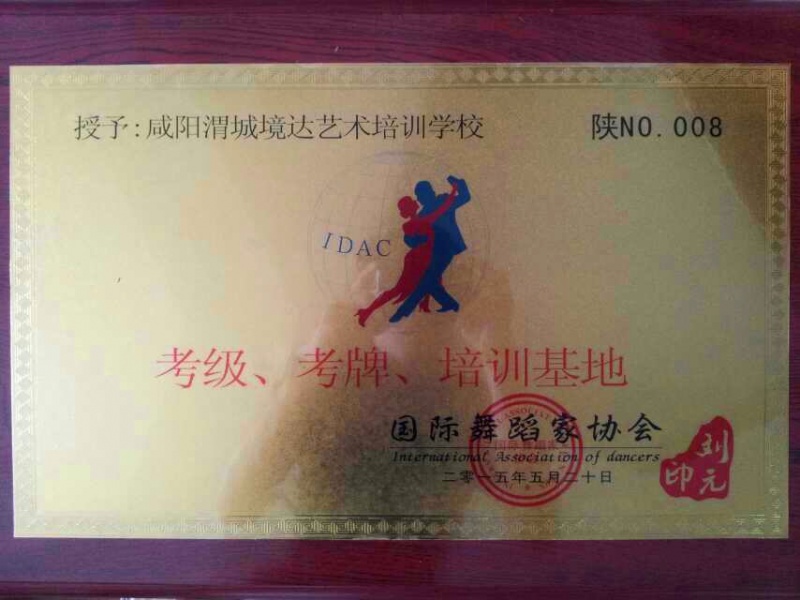 授予:咸阳渭城境达艺术培训学校 陕NO.008
IDAC
考级、考牌、培训基地
国际舞蹈家协会
International Association of dancers
二零一五年五月二十日
刘元印